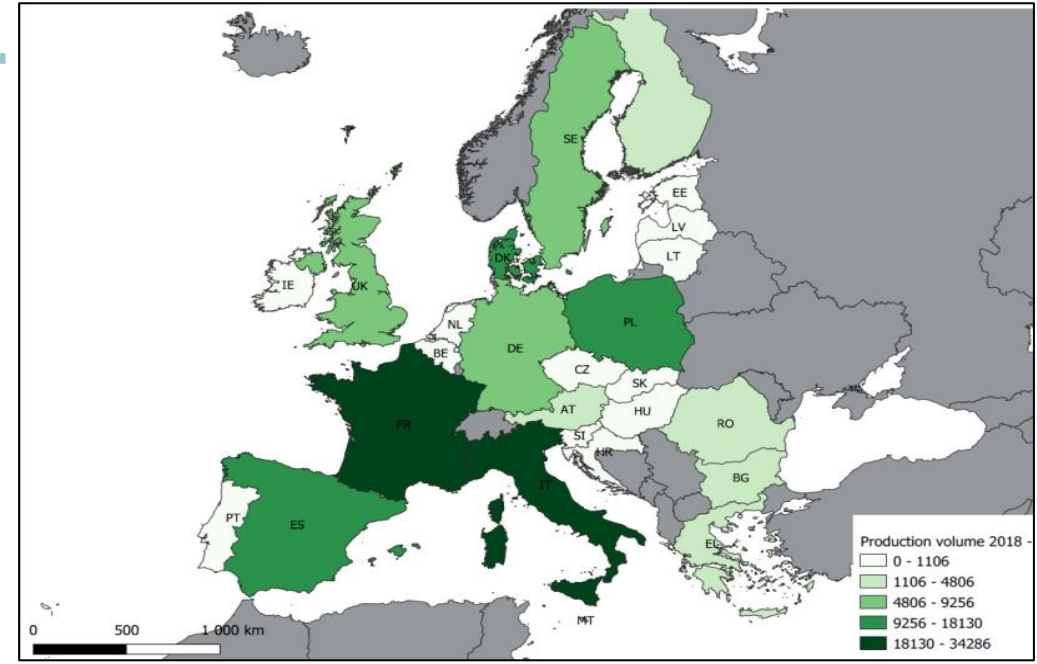 SE
EE
LV
LT
DK
IE
UK
NL
PL
BE
DE
CZ
SK
AT
HU
FR
SI
HR
RO
IT
BG
PT
ES
EL
MT
Production volume 2018 -
0 - 1106
1106 - 4806
4806 - 9256
9256 - 18130
18130 - 34286
0 500 1 000 km